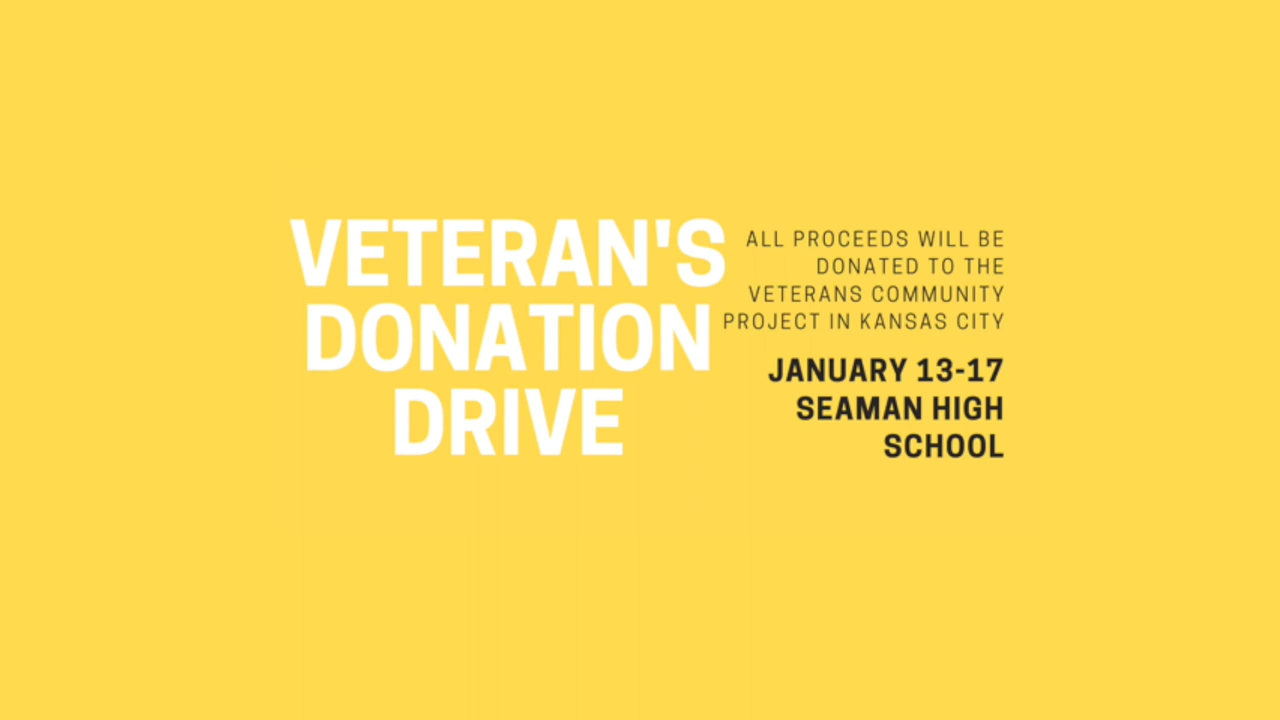 VETERAN'S
DONATION
DRIVE
ALL PROCEEDS WILL BE
DONATED TO THE
VETERANS COMMUNITY
PROJECT IN KANSAS CITY
JANUARY 13-17
SEAMAN HIGH
SCHOOL